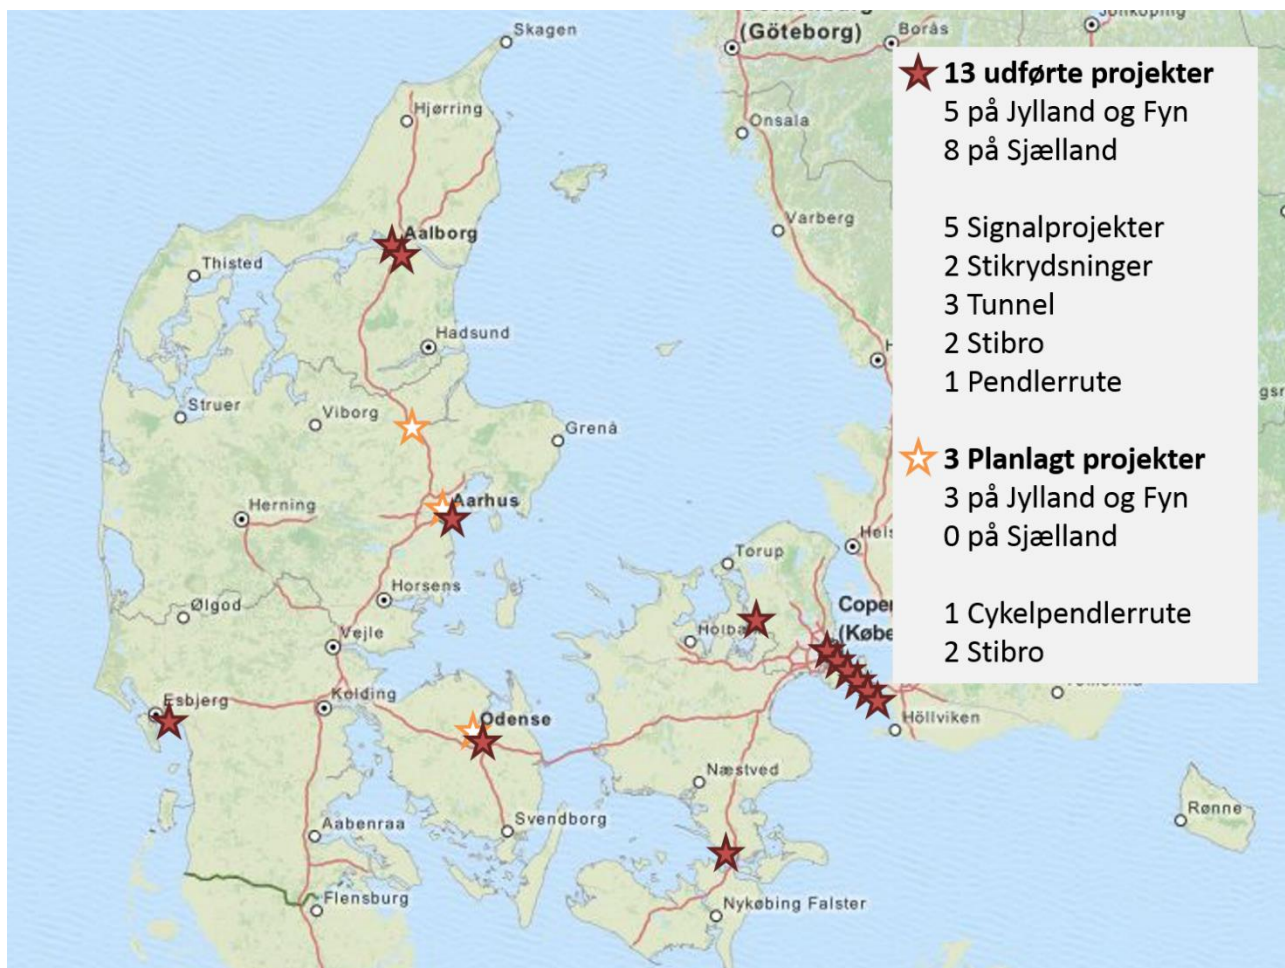 Skagen
(Göteborg)
Borås
Hjørring
Onsala
Varberg
Aalborg
Thisted
Hadsund
Struer
Viborg
Grenå
Herning
Aarhus
Torup
Horsens
Ølgod
Vejle
Esbjerg
Kolding
Odense
Höllviken
Næstved
Svendborg
Aabenraa
Rønne
Flensburg
Nykøbing Falster
13 udførte projekter
5 på Jylland og Fyn
8 på Sjælland
5 Signalprojekter
2 Stikrydsninger
3 Tunnel
2 Stibro
1 Pendlerrute
3 Planlagt projekter
3 på Jylland og Fyn
0 på Sjælland
1 Cykelpendlerrute
2 Stibro